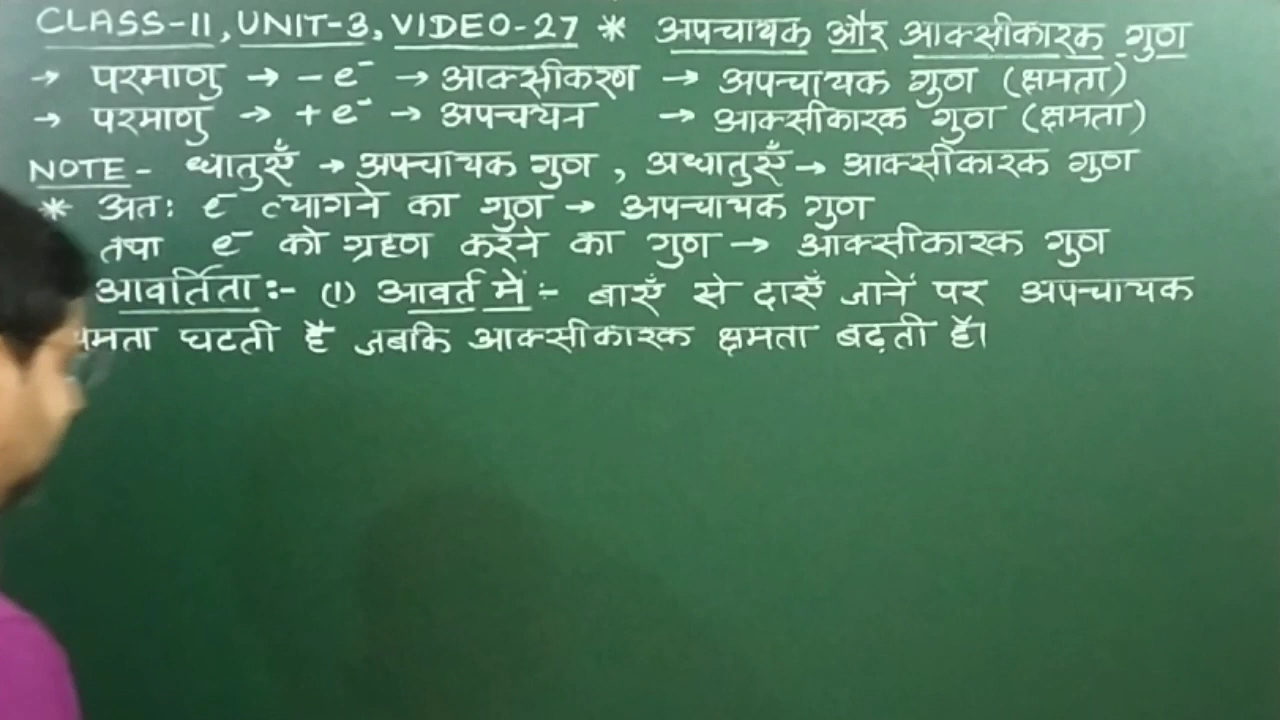 CLASS-11, UNIT-3, VIDEO-27 * अपचायक और आक्सीकारक गुण
→ परमाणु → -e⁻ → आक्सीकरण → अपचायक गुण (क्षमता)
→ परमाणु → +e⁻ → अपचयन → आक्सीकारक गुण (क्षमता)
NOTE - धातुएँ → अपचायक गुण , अधातुएँ → आक्सीकारक गुण
* अतः e⁻ त्यागने का गुण → अपचायक गुण
तथा e⁻ को ग्रहण करने का गुण → आक्सीकारक गुण
आवर्तिता :- (1) आवर्त में :- बाएँ से दाएँ जाने पर अपचायक
घटती है जबकि आक्सीकारक क्षमता बढ़ती है।